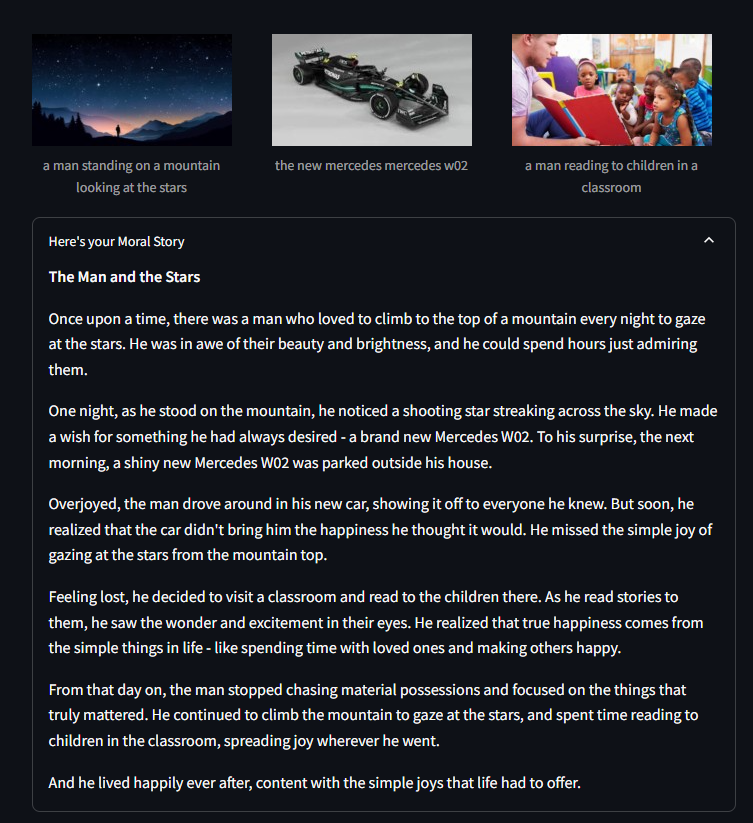 PETRONAS
a man standing on a mountain
looking at the stars
the new mercedes mercedes w02
a man reading to children in a
classroom
Here's your Moral Story
The Man and the Stars
Once upon a time, there was a man who loved to climb to the top of a mountain every night to gaze
at the stars. He was in awe of their beauty and brightness, and he could spend hours just admiring
them.
One night, as he stood on the mountain, he noticed a shooting star streaking across the sky. He made
a wish for something he had always desired - a brand new Mercedes W02. To his surprise, the next
morning, a shiny new Mercedes W02 was parked outside his house.
Overjoyed, the man drove around in his new car, showing it off to everyone he knew. But soon, he
realized that the car didn't bring him the happiness he thought it would. He missed the simple joy of
gazing at the stars from the mountain top.
Feeling lost, he decided to visit a classroom and read to the children there. As he read stories to
them, he saw the wonder and excitement in their eyes. He realized that true happiness comes from
the simple things in life - like spending time with loved ones and making others happy.
From that day on, the man stopped chasing material possessions and focused on the things that
truly mattered. He continued to climb the mountain to gaze at the stars, and spent time reading to
children in the classroom, spreading joy wherever he went.
And he lived happily ever after, content with the simple joys that life had to offer.